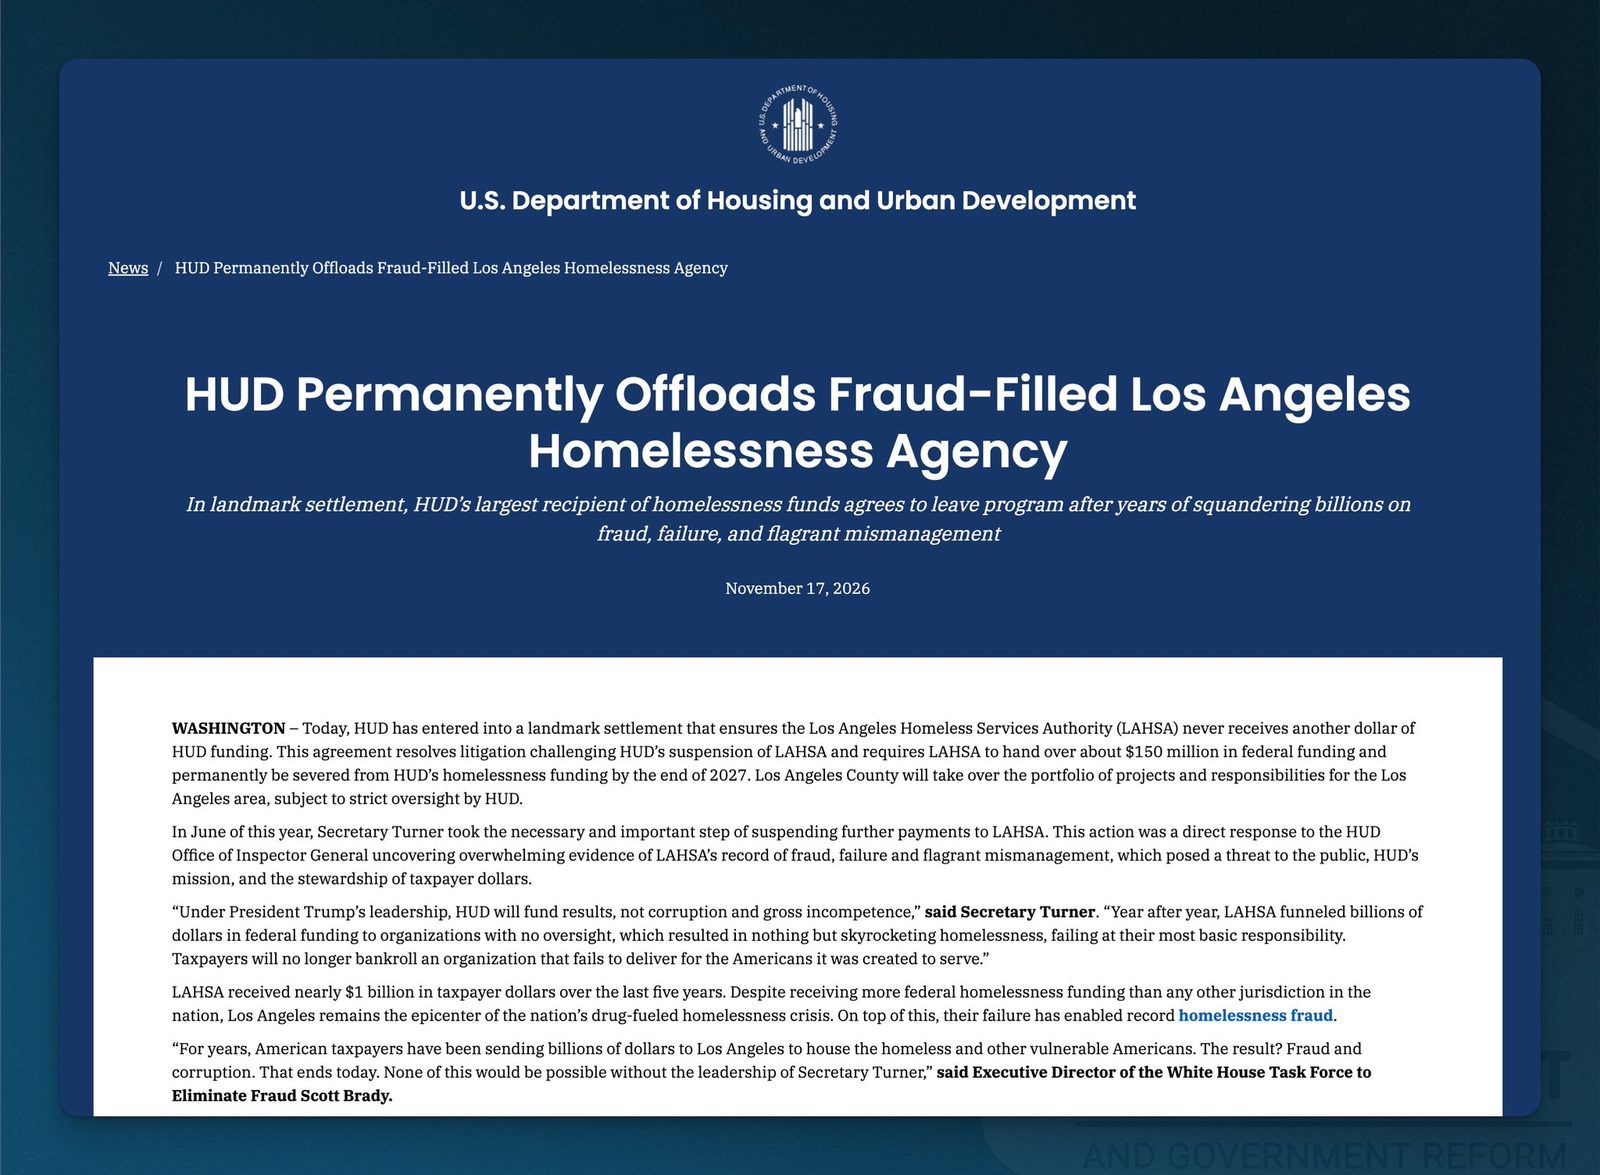 U.S. DEPARTMENT OF HOUSING AND URBAN DEVELOPMENT
U.S. Department of Housing and Urban Development
News / HUD Permanently Offloads Fraud-Filled Los Angeles Homelessness Agency
HUD Permanently Offloads Fraud-Filled Los Angeles
Homelessness Agency
In landmark settlement, HUD’s largest recipient of homelessness funds agrees to leave program after years of squandering billions on
fraud, failure, and flagrant mismanagement
November 17, 2026
WASHINGTON – Today, HUD has entered into a landmark settlement that ensures the Los Angeles Homeless Services Authority (LAHSA) never receives another dollar of
HUD funding. This agreement resolves litigation challenging HUD’s suspension of LAHSA and requires LAHSA to hand over about $150 million in federal funding and
permanently be severed from HUD’s homelessness funding by the end of 2027. Los Angeles County will take over the portfolio of projects and responsibilities for the Los
Angeles area, subject to strict oversight by HUD.
In June of this year, Secretary Turner took the necessary and important step of suspending further payments to LAHSA. This action was a direct response to the HUD
Office of Inspector General uncovering overwhelming evidence of LAHSA’s record of fraud, failure and flagrant mismanagement, which posed a threat to the public, HUD’s
mission, and the stewardship of taxpayer dollars.
“Under President Trump’s leadership, HUD will fund results, not corruption and gross incompetence,” said Secretary Turner. “Year after year, LAHSA funneled billions of
dollars in federal funding to organizations with no oversight, which resulted in nothing but skyrocketing homelessness, failing at their most basic responsibility.
Taxpayers will no longer bankroll an organization that fails to deliver for the Americans it was created to serve.”
LAHSA received nearly $1 billion in taxpayer dollars over the last five years. Despite receiving more federal homelessness funding than any other jurisdiction in the
nation, Los Angeles remains the epicenter of the nation’s drug-fueled homelessness crisis. On top of this, their failure has enabled record homelessness fraud.
“For years, American taxpayers have been sending billions of dollars to Los Angeles to house the homeless and other vulnerable Americans. The result? Fraud and
corruption. That ends today. None of this would be possible without the leadership of Secretary Turner,” said Executive Director of the White House Task Force to
Eliminate Fraud Scott Brady.
AND GOVERNMENT REFORM